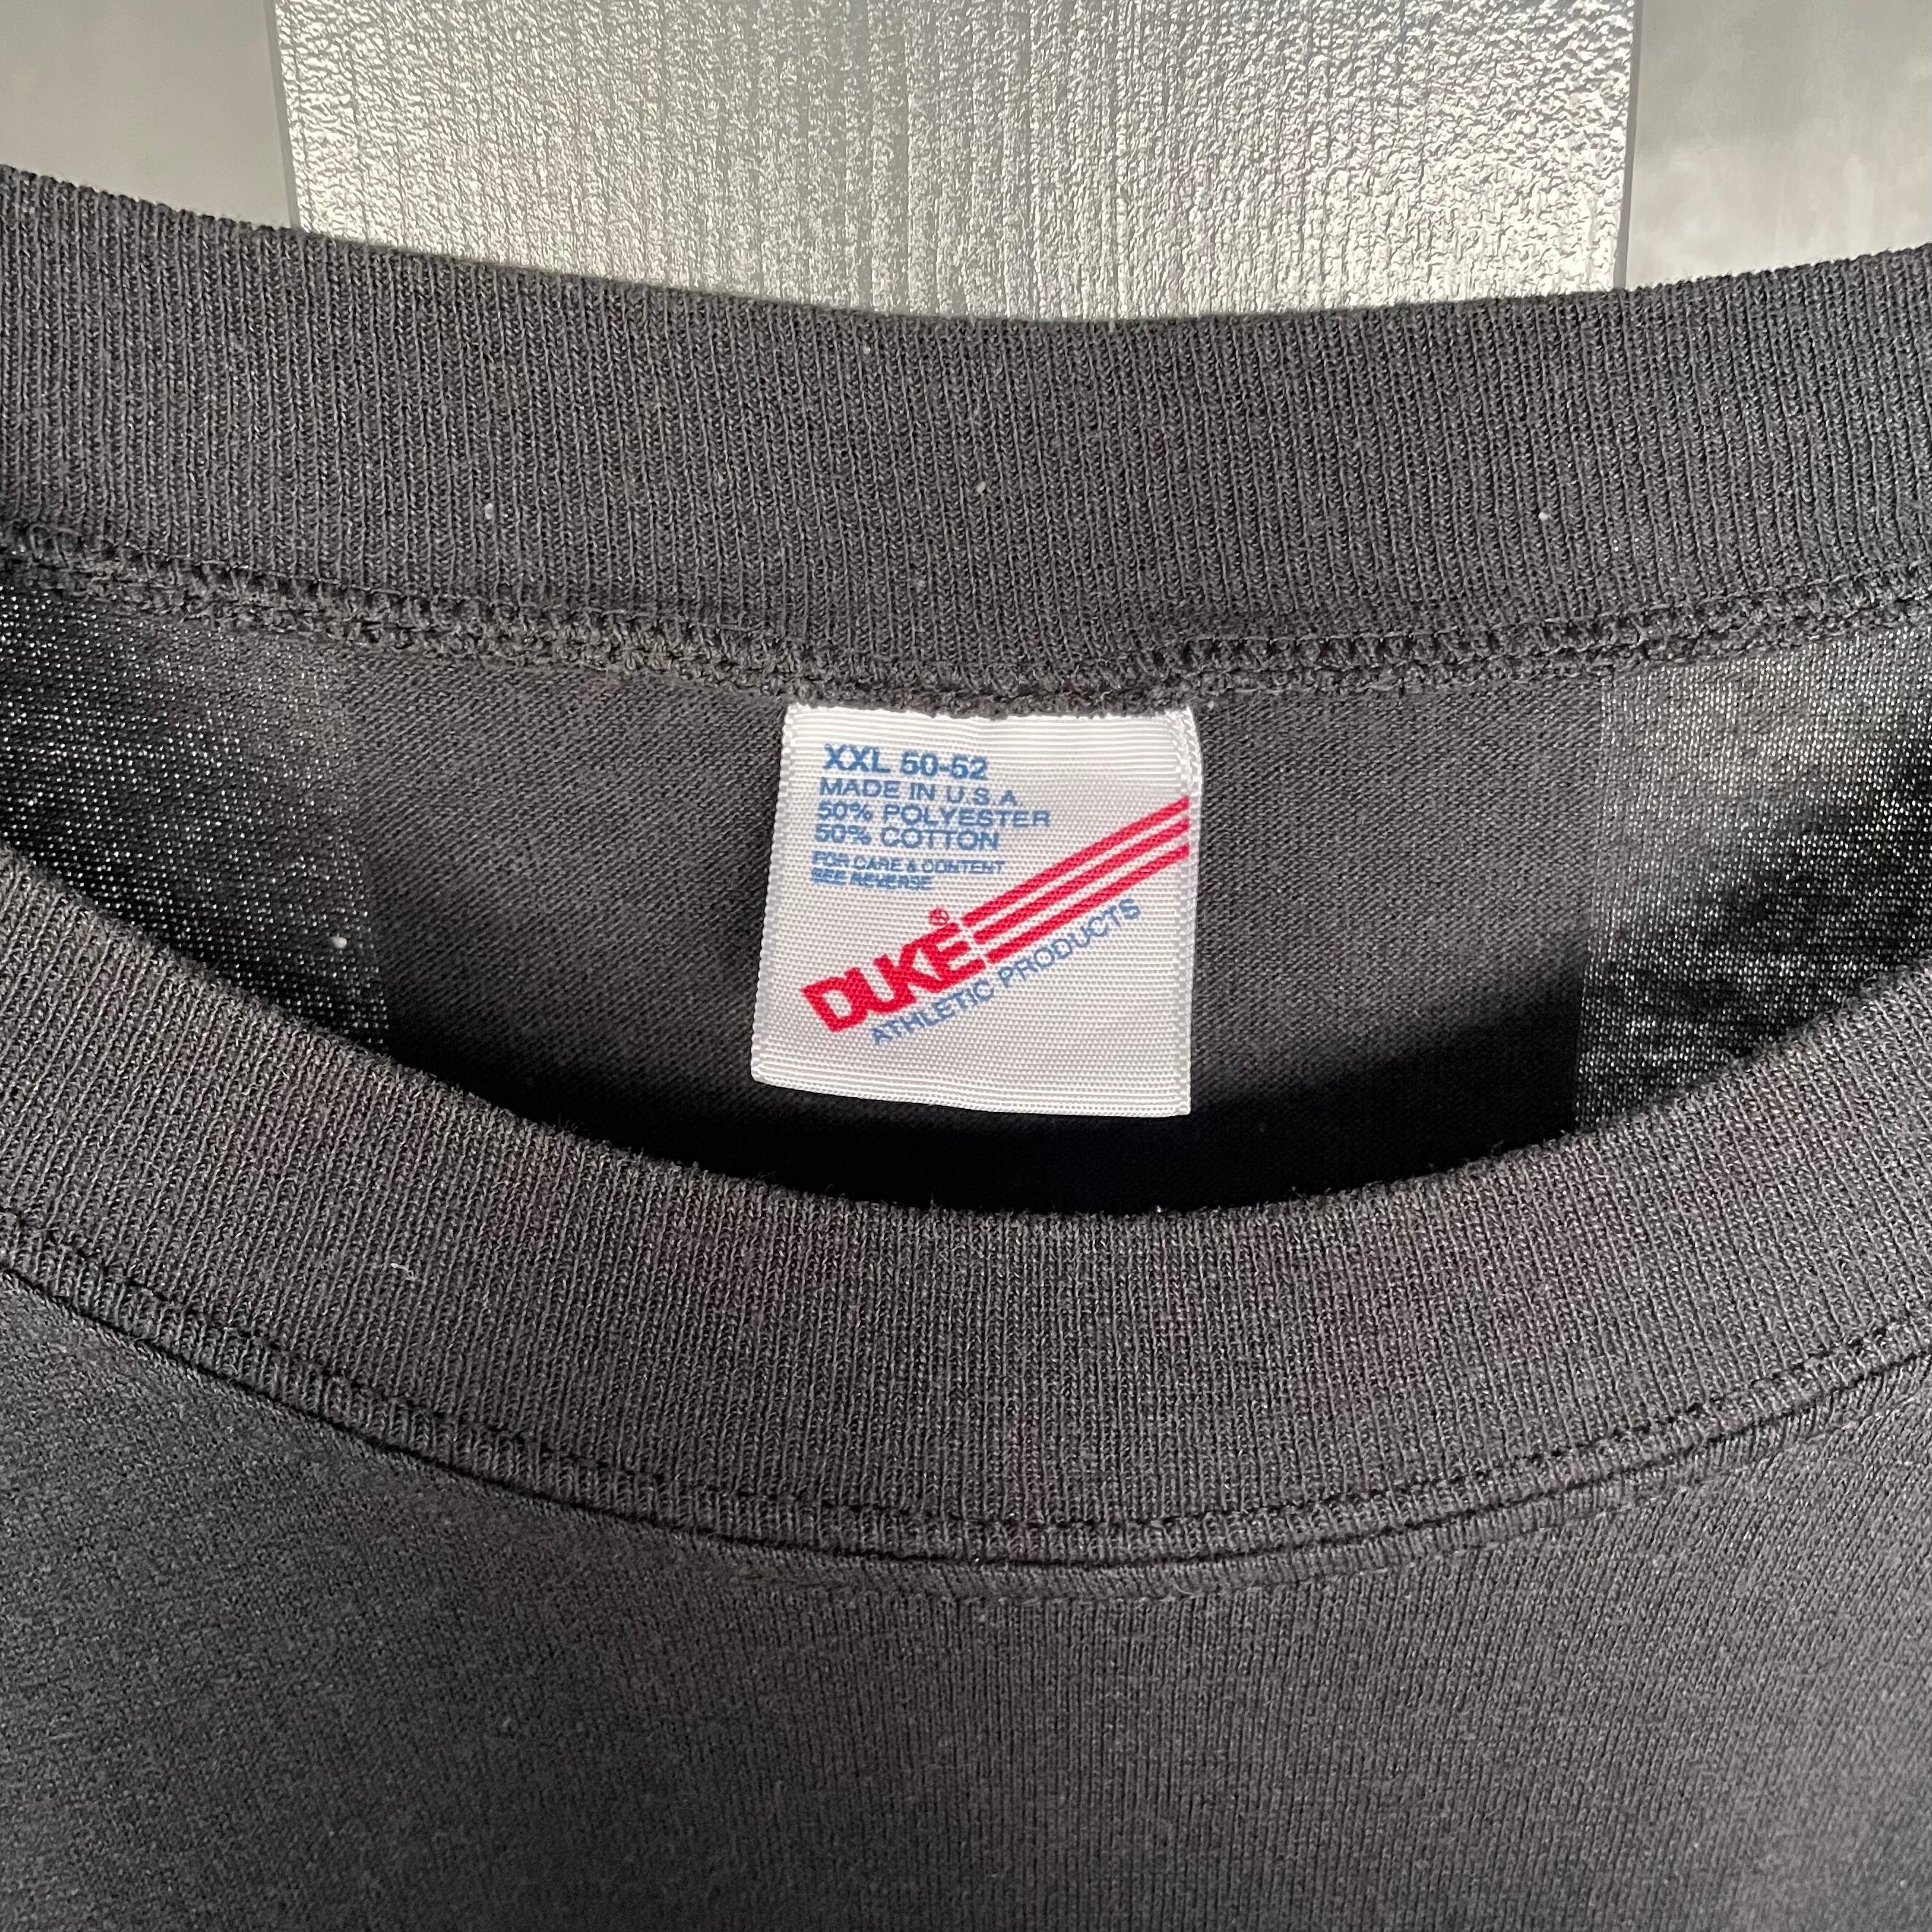 XXL 50-52
MADE IN U.S.A.
50% POLYESTER
50% COTTON
FOR CARE & CONTENT
SEE REVERSE
DUKE®
ATHLETIC PRODUCTS